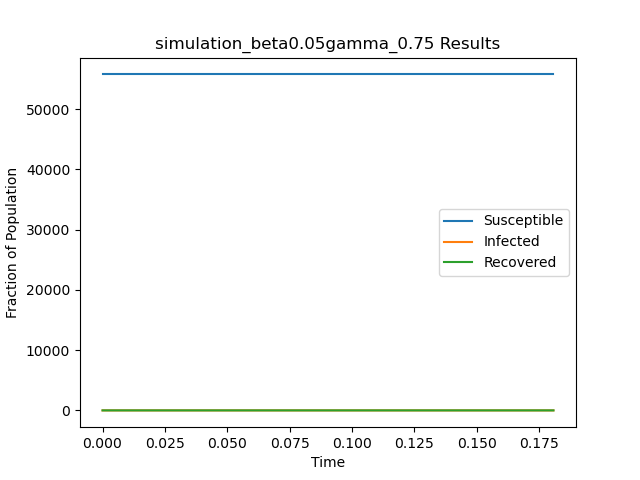 simulation_beta0.05gamma_0.75 Results
Fraction of Population
50000
40000
30000
20000
10000
0
Susceptible
Infected
Recovered
0.000 0.025 0.050 0.075 0.100 0.125 0.150 0.175
Time